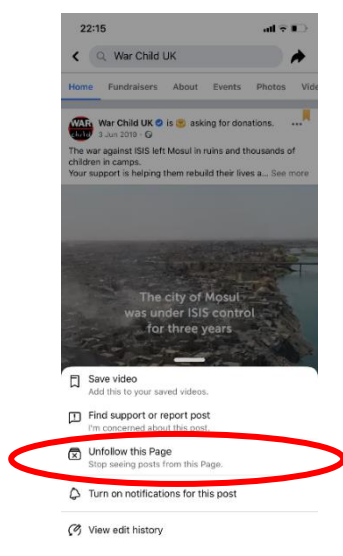 22:15
War Child UK
Home Fundraisers About Events Photos Vide
WAR
child
War Child UK is asking for donations.
3 Jun 2019
The war against ISIS left Mosul in ruins and thousands of
children in camps.
Your support is helping them rebuild their lives a... See more
The city of Mosul
was under ISIS control
for three years
Save video
Add this to your saved videos.
Find support or report post
I'm concerned about this post.
Unfollow this Page
Stop seeing posts from this Page.
Turn on notifications for this post
View edit history